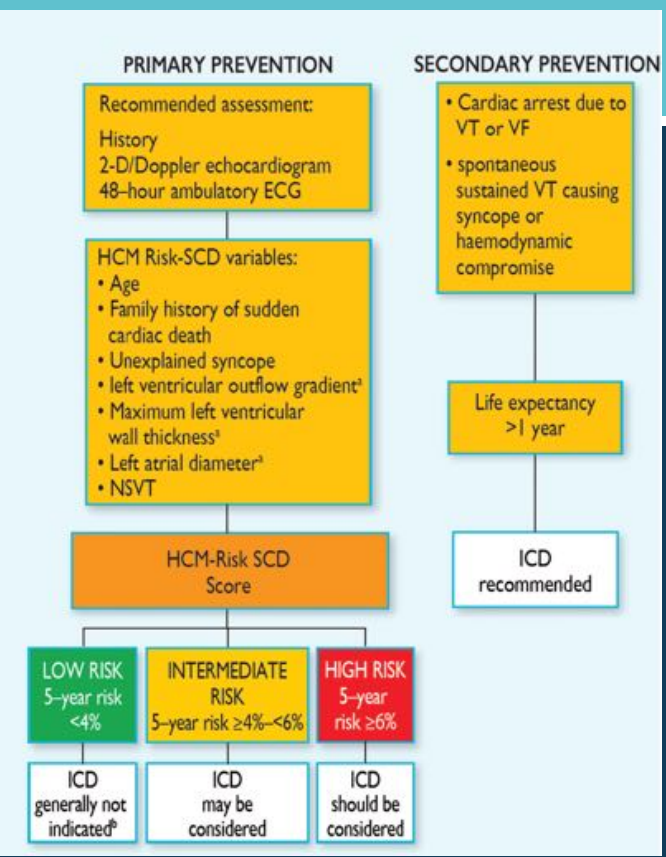 PRIMARY PREVENTION
Recommended assessment:
History
2-D/Doppler echocardiogram
48–hour ambulatory ECG
HCM Risk-SCD variables:
• Age
• Family history of sudden
cardiac death
• Unexplained syncope
• left ventricular outflow gradientᵃ
• Maximum left ventricular
wall thicknessᵃ
• Left atrial diameterᵃ
• NSVT
HCM-Risk SCD
Score
LOW RISK
5–year risk
<4%
INTERMEDIATE
RISK
5–year risk ≥4%–<6%
HIGH RISK
5–year
risk ≥6%
ICD
generally not
indicatedᵇ
ICD
may be
considered
ICD
should be
considered
SECONDARY PREVENTION
• Cardiac arrest due to
VT or VF
• spontaneous
sustained VT causing
syncope or
haemodynamic
compromise
Life expectancy
>1 year
ICD
recommended